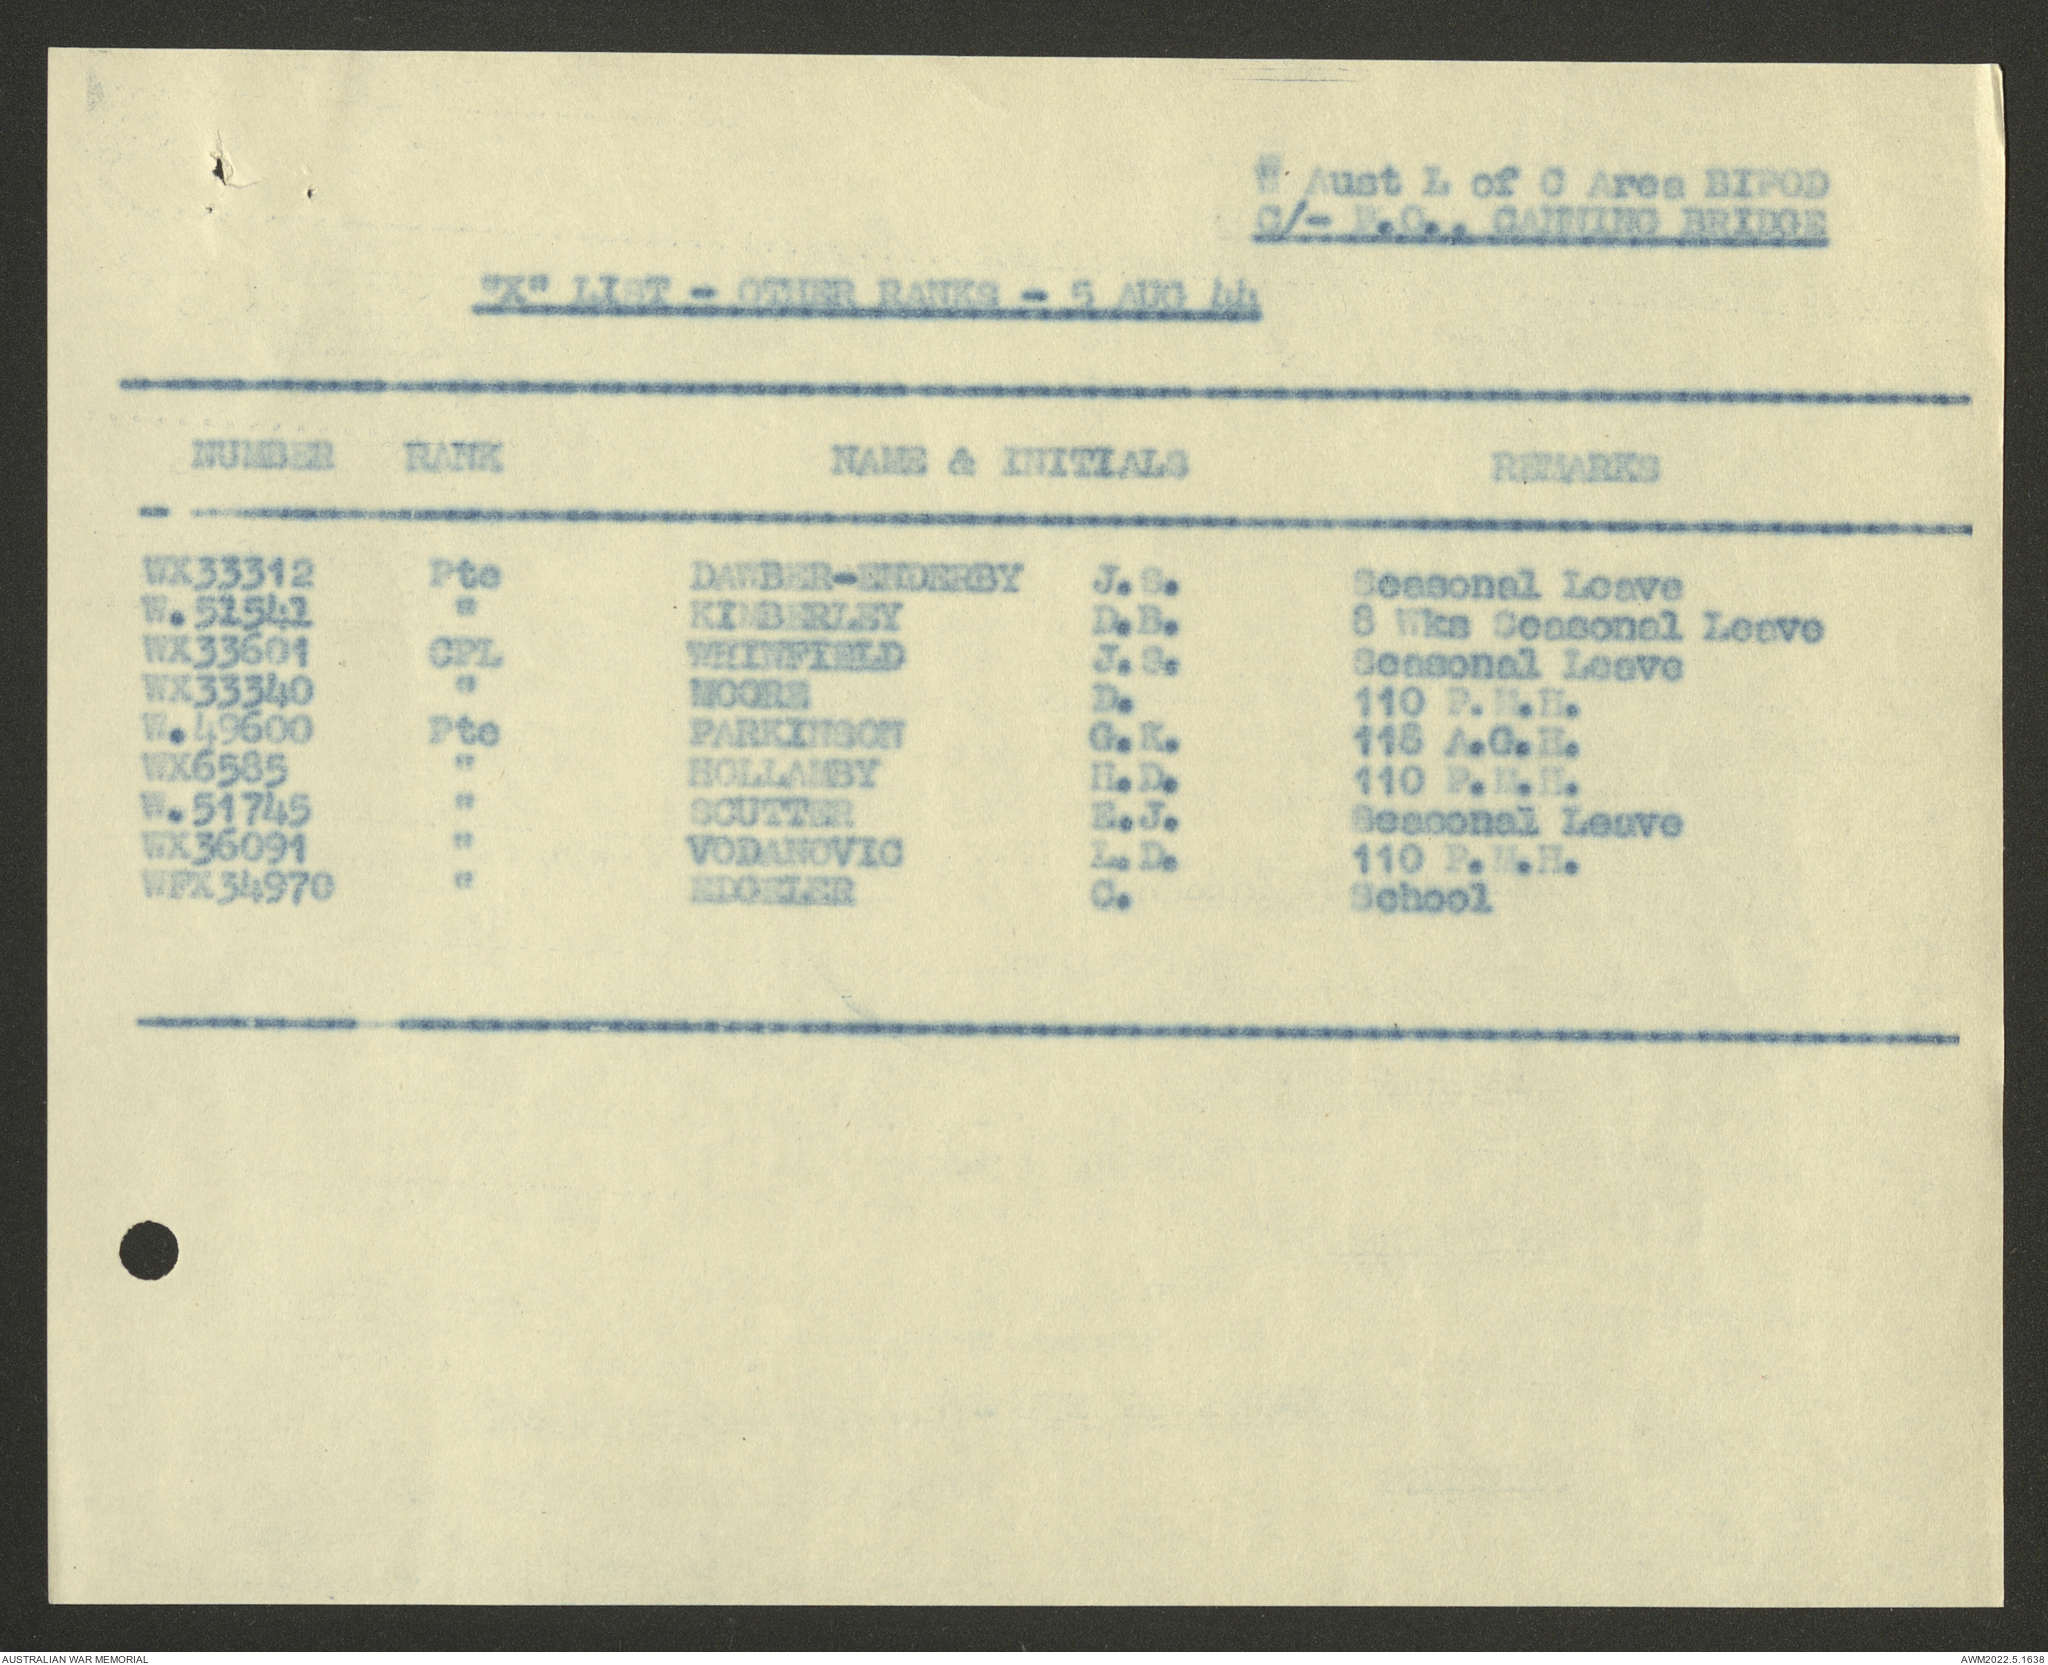 W Aust L of C Area BIPOD
C/- P.O., CANNING BRIDGE
"X" LIST - OTHER RANKS - 5 AUG 44
NUMBER RANK NAME & INITIALS REMARKS
WX33312 Pte DAWBER-ENDERBY J.S. Seasonal Leave
W.51541 " KIMBERLEY D.B. 8 Wks Seasonal Leave
WX33601 CPL WHINFIELD J.S. Seasonal Leave
WX33340 " MOORE D. 110 P.M.H.
W.49600 Pte PARKINSON G.K. 118 A.G.H.
WX6585 " HOLLAMBY H.D. 110 P.M.H.
W.51745 " SCUTTER E.J. Seasonal Leave
WX36091 " VODANOVIC L.D. 110 P.M.H.
WFX34970 " EDGELER C. School
AUSTRALIAN WAR MEMORIAL AWM2022.5.1638